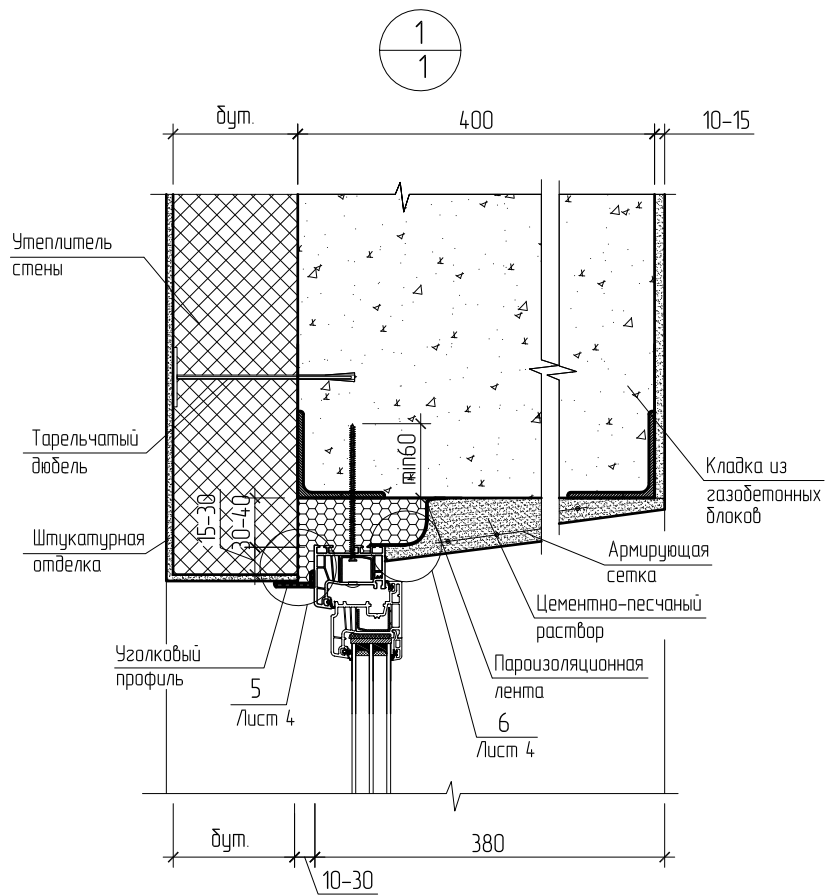 1
1
δут.
400
10-15
Утеплитель
стены
Тарельчатый
дюбель
min60
15-30
30-40
Кладка из
газобетонных
блоков
Штукатурная
отделка
Армирующая
сетка
Цементно-песчаный
раствор
Уголковый
профиль
Пароизоляционная
лента
5
Лист 4
6
Лист 4
δут.
380
10-30